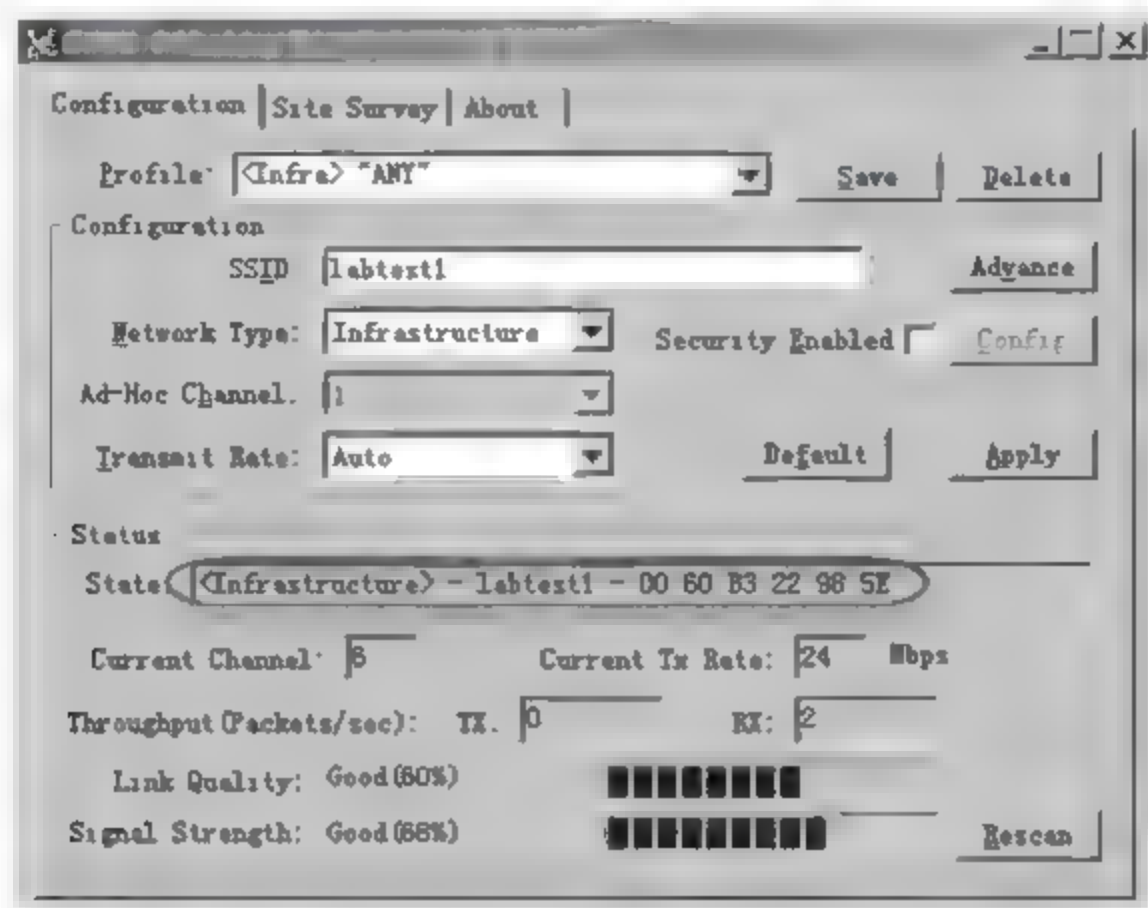 Configuration Site Survey About
Profile: <Infra> "ANY" Save Delete
Configuration
SSID labtest1 Advance
Network Type: Infrastructure Security Enabled Config
Ad-Hoc Channel: 1
Transmit Rate: Auto Default Apply
Status
State: <Infrastructure> - labtest1 - 00 60 B3 22 98 5E
Current Channel: 6 Current Tx Rate: 24 Mbps
Throughput(Packets/sec): TX: 0 RX: 2
Link Quality: Good(60%)
Signal Strength: Good(68%)
Rescan